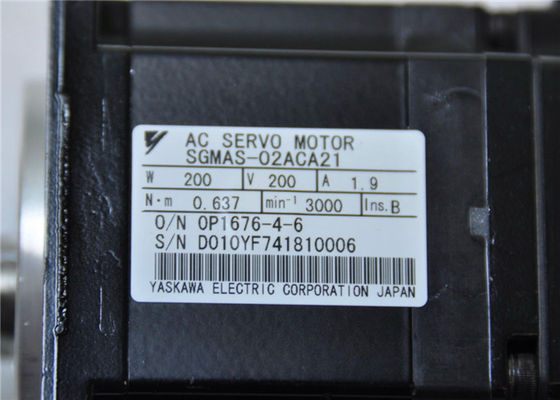 AC SERVO MOTOR
SGMAS-02ACA21
W 200 V 200 A 1.9
N·m 0.637 min⁻¹ 3000 Ins.B
O/N OP1676-4-6
S/N D010YF741810006
YASKAWA ELECTRIC CORPORATION JAPAN